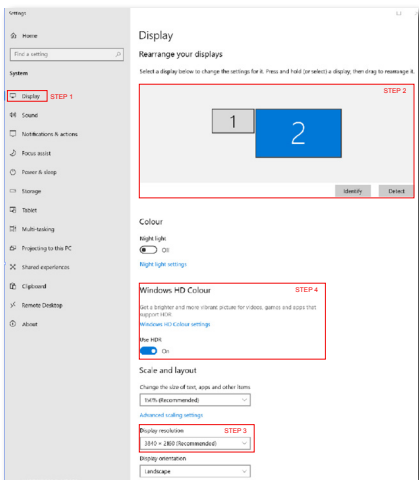 Settings
Home
Find a setting
System
Display STEP 1
Sound
Notifications & actions
Focus assist
Power & sleep
Storage
Tablet
Multi-tasking
Projecting to this PC
Shared experiences
Clipboard
Remote Desktop
About
Display
Rearrange your displays
Select a display below to change the settings for it. Press and hold (or select) a display, then drag to rearrange it.
STEP 2
1
2
Identify Detect
Colour
Night light
Off
Night light settings
Windows HD Colour STEP 4
Get a brighter and more vibrant picture for videos, games and apps that
support HDR.
Windows HD Colour settings
Use HDR
On
Scale and layout
Change the size of text, apps and other items
150% (Recommended)
Advanced scaling settings
Display resolution STEP 3
3840 × 2160 (Recommended)
Display orientation
Landscape